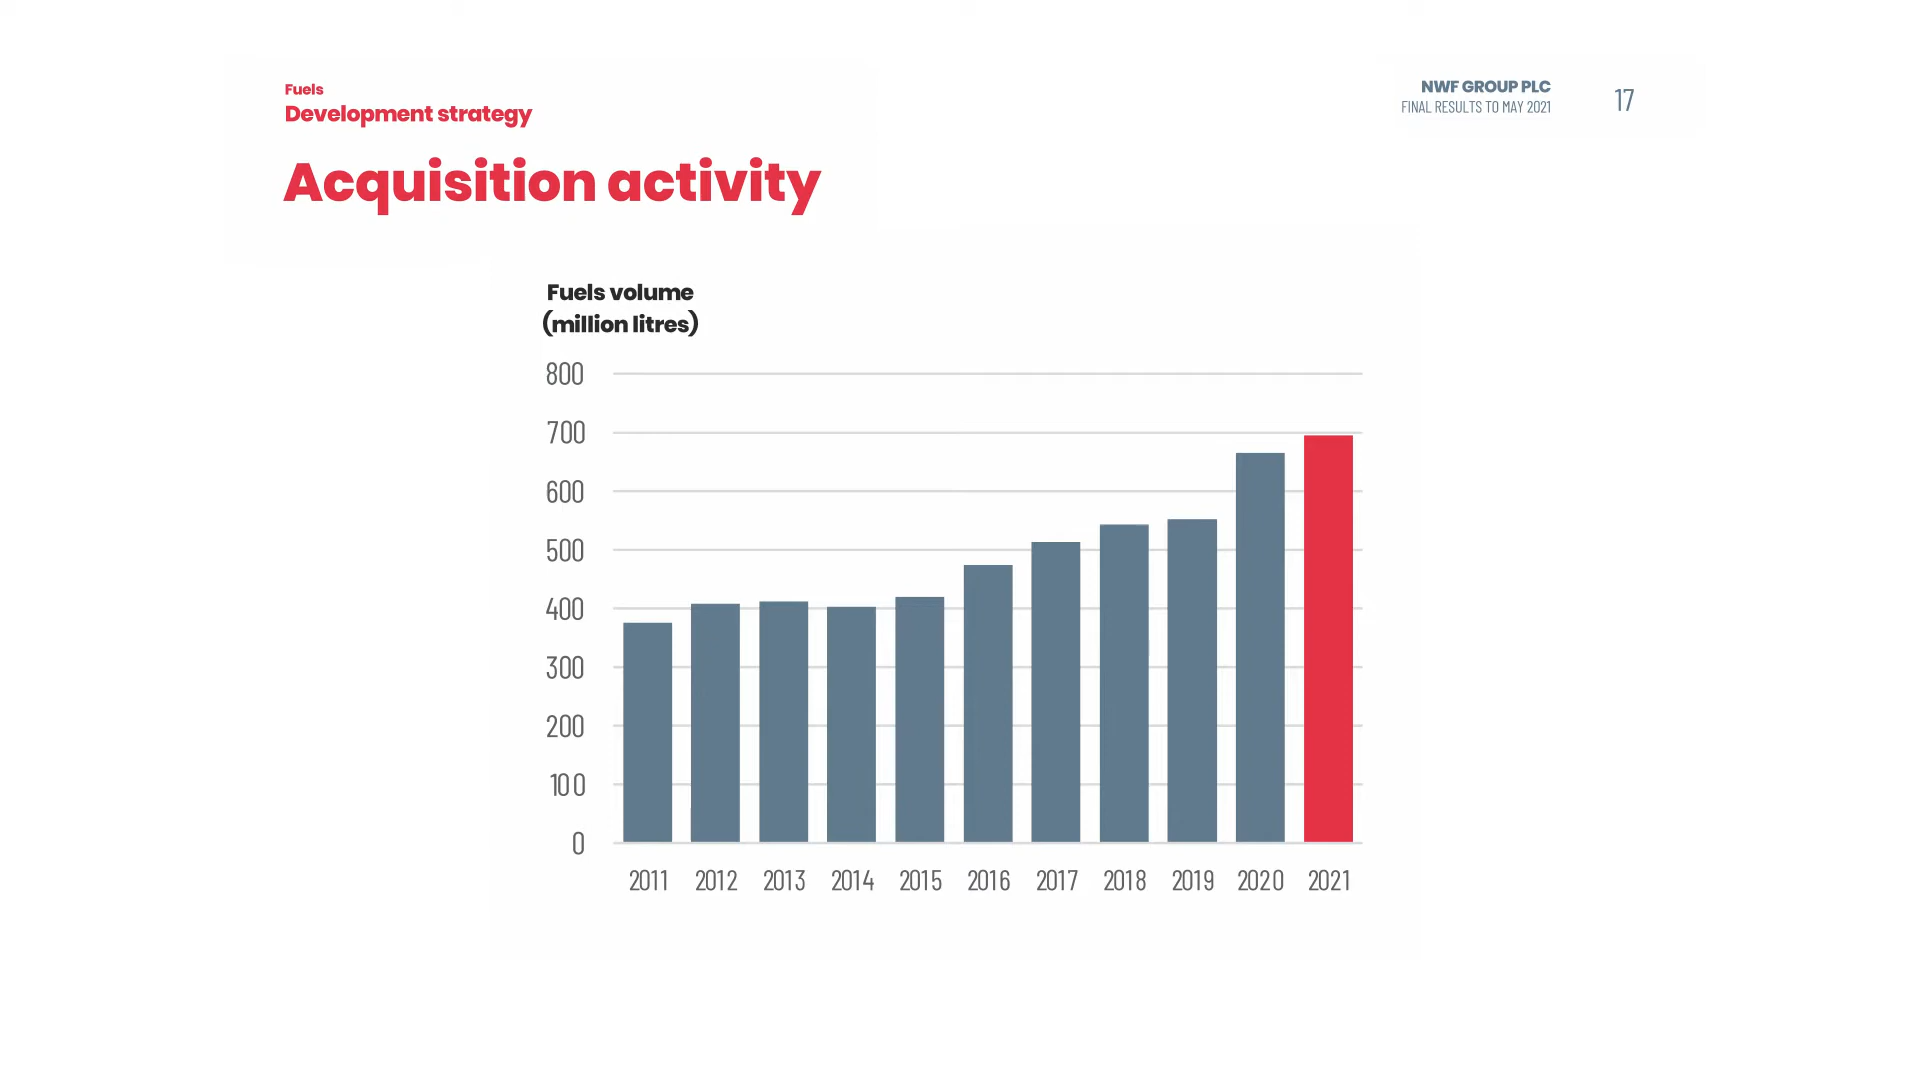 Fuels
Development strategy
NWF GROUP PLC
FINAL RESULTS TO MAY 2021
17
Acquisition activity
Fuels volume
(million litres)
800
700
600
500
400
300
200
100
0
2011 2012 2013 2014 2015 2016 2017 2018 2019 2020 2021